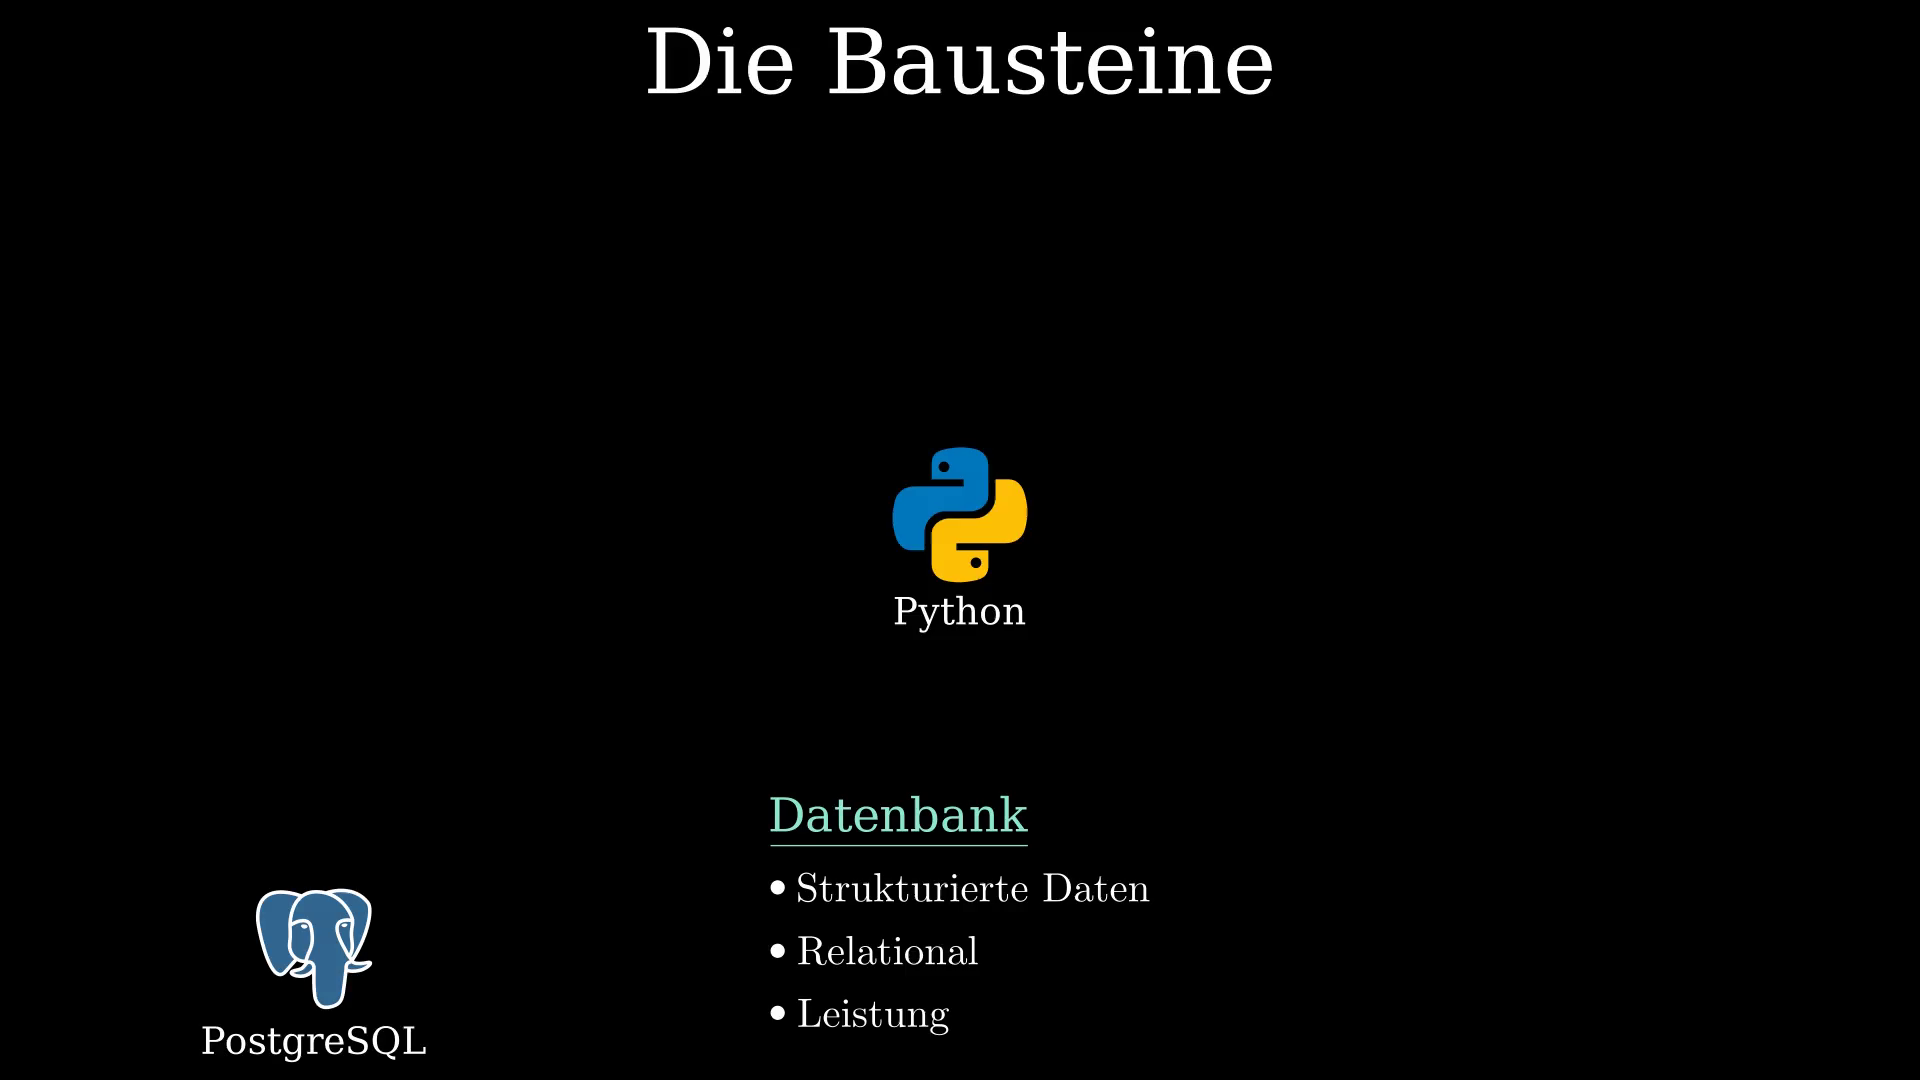 Die Bausteine
Python
Datenbank
• Strukturierte Daten
• Relational
• Leistung
PostgreSQL